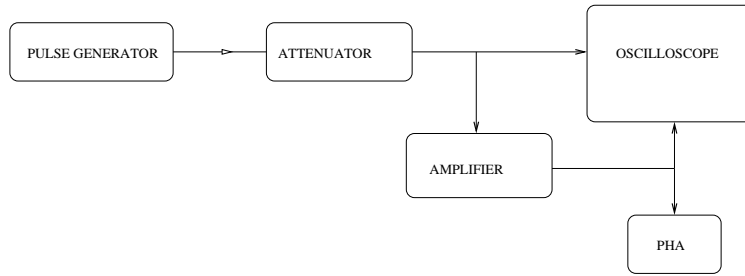 PULSE GENERATOR
ATTENUATOR
OSCILLOSCOPE
AMPLIFIER
PHA